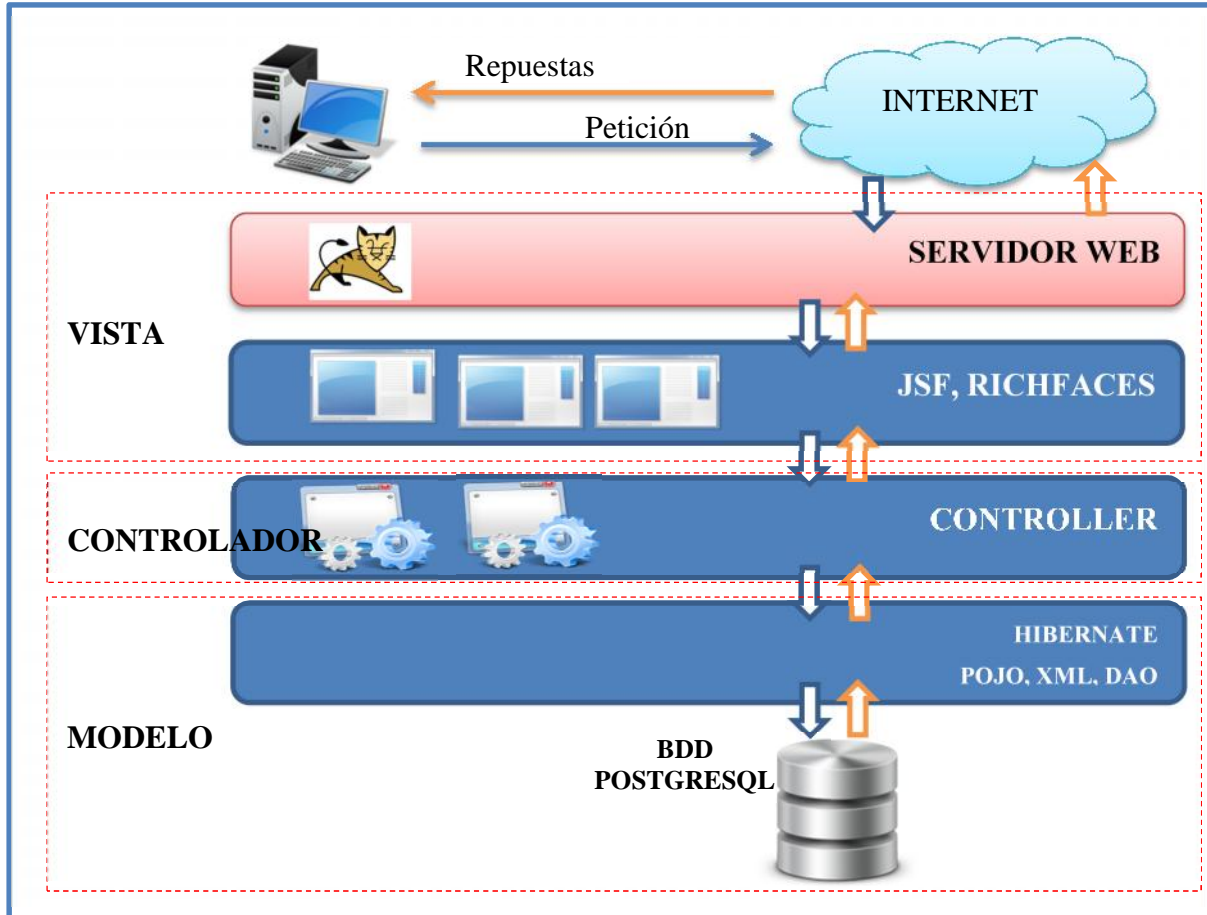 Repuestas
Petición
INTERNET
SERVIDOR WEB
VISTA
JSF, RICHFACES
CONTROLADOR
CONTROLLER
HIBERNATE
POJO, XML, DAO
MODELO
BDD
POSTGRESQL